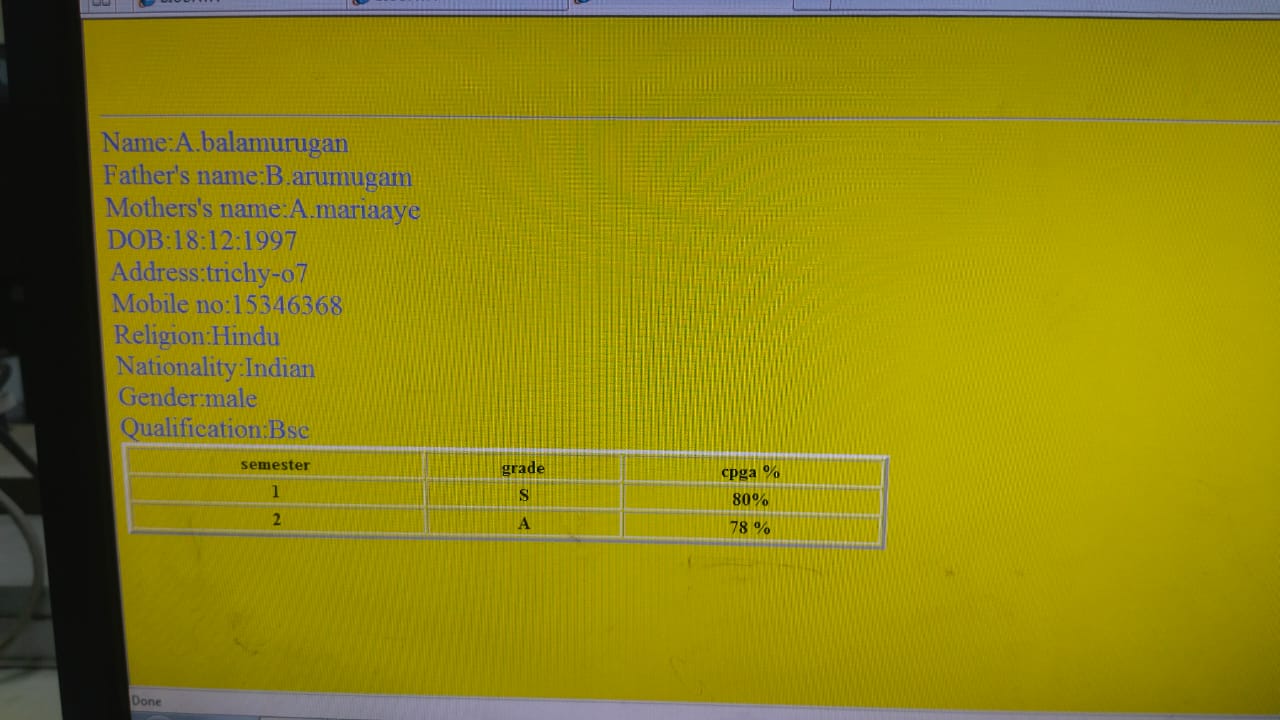 Name:A.balamurugan
Father's name:B.arumugam
Mothers's name:A.mariaaye
DOB:18:12:1997
Address:trichy-o7
Mobile no:15346368
Religion:Hindu
Nationality:Indian
Gender:male
Qualification:Bsc
semester grade cpga %
1 S 80%
2 A 78 %
Done